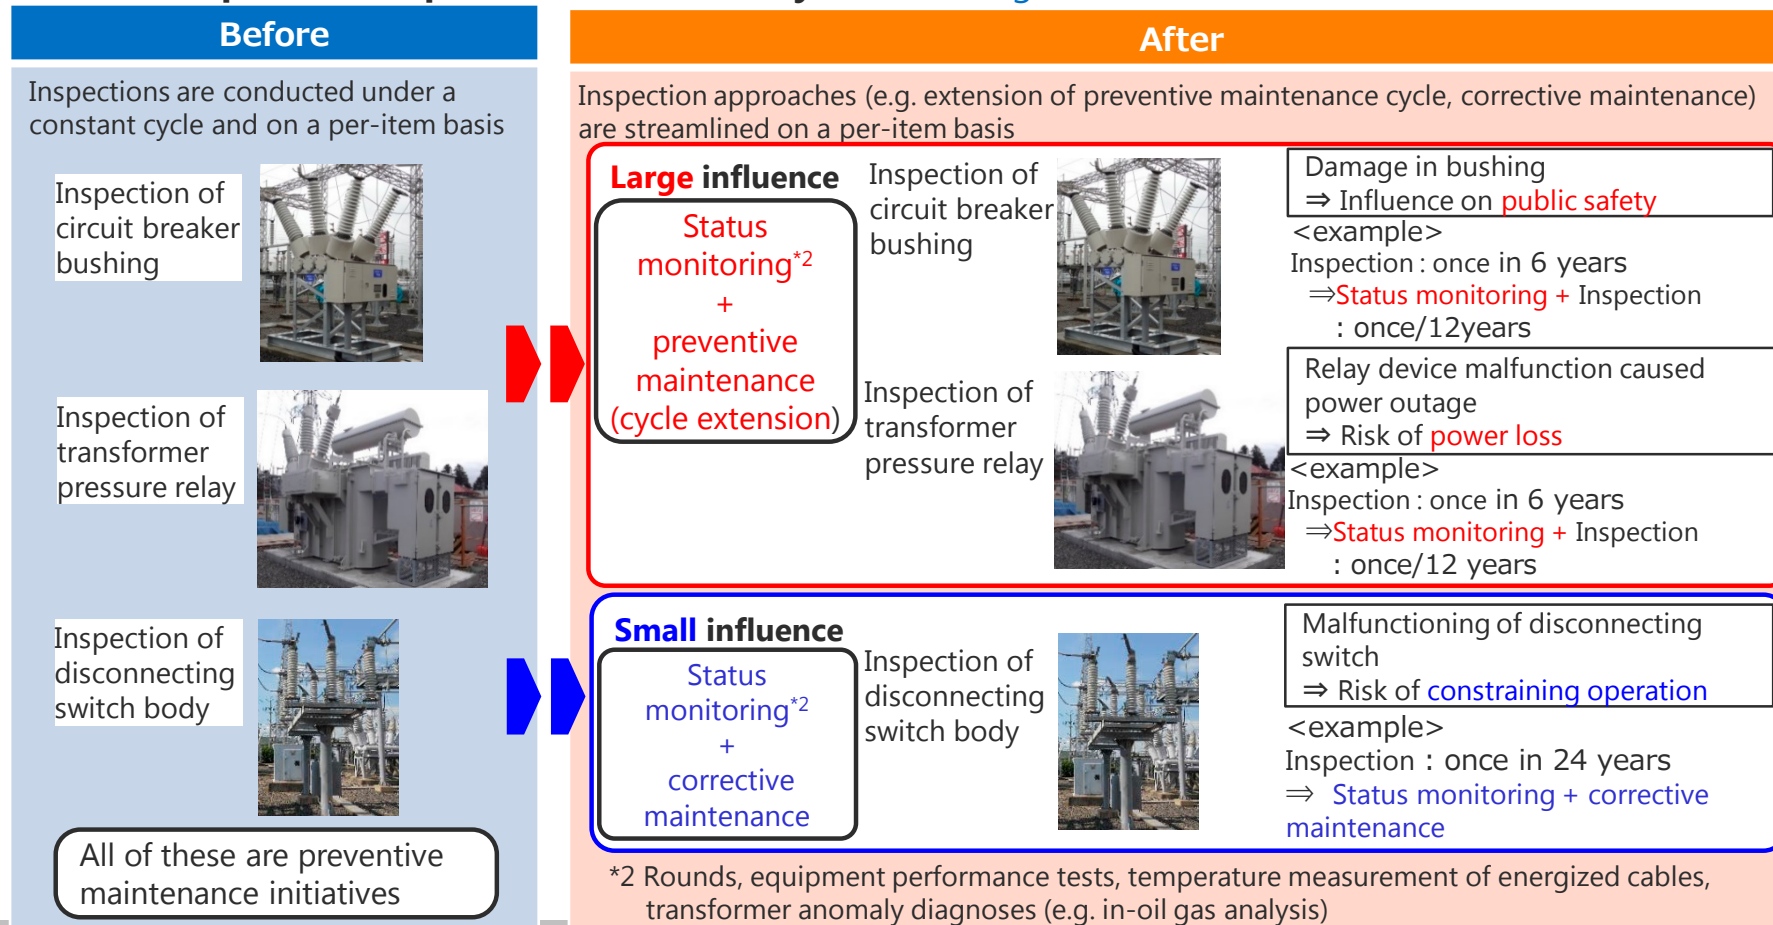 Before
Inspections are conducted under a
constant cycle and on a per-item basis
Inspection of
circuit breaker
bushing
Inspection of
transformer
pressure relay
Inspection of
disconnecting
switch body
All of these are preventive
maintenance initiatives
After
Inspection approaches (e.g. extension of preventive maintenance cycle, corrective maintenance)
are streamlined on a per-item basis
Large influence
Status
monitoring*2
+
preventive
maintenance
(cycle extension)
Inspection of
circuit breaker
bushing
Damage in bushing
⇒ Influence on public safety
<example>
Inspection : once in 6 years
⇒Status monitoring + Inspection
: once/12years
Inspection of
transformer
pressure relay
Relay device malfunction caused
power outage
⇒ Risk of power loss
<example>
Inspection : once in 6 years
⇒Status monitoring + Inspection
: once/12 years
Small influence
Status
monitoring*2
+
corrective
maintenance
Inspection of
disconnecting
switch body
Malfunctioning of disconnecting
switch
⇒ Risk of constraining operation
<example>
Inspection : once in 24 years
⇒ Status monitoring + corrective
maintenance
*2 Rounds, equipment performance tests, temperature measurement of energized cables,
transformer anomaly diagnoses (e.g. in-oil gas analysis)